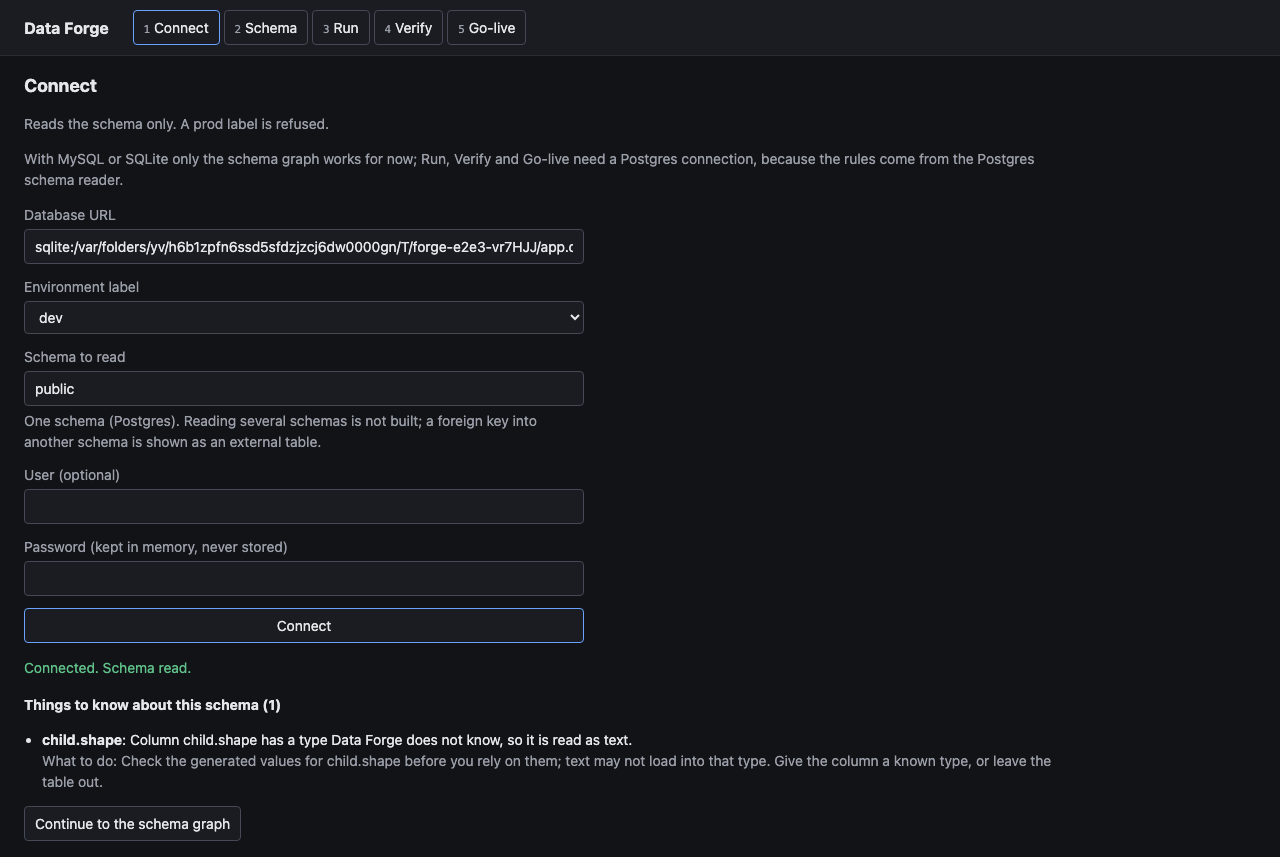 Data Forge
1 Connect
2 Schema
3 Run
4 Verify
5 Go-live
Connect
Reads the schema only. A prod label is refused.
With MySQL or SQLite only the schema graph works for now; Run, Verify and Go-live need a Postgres connection, because the rules come from the Postgres
schema reader.
Database URL
sqlite:/var/folders/yv/h6b1zpfn6ssd5sfdzjzcj6dw0000gn/T/forge-e2e3-vr7HJJ/app.c
Environment label
dev
Schema to read
public
One schema (Postgres). Reading several schemas is not built; a foreign key into
another schema is shown as an external table.
User (optional)
Password (kept in memory, never stored)
Connect
Connected. Schema read.
Things to know about this schema (1)
child.shape: Column child.shape has a type Data Forge does not know, so it is read as text.
What to do: Check the generated values for child.shape before you rely on them; text may not load into that type. Give the column a known type, or leave the
table out.
Continue to the schema graph